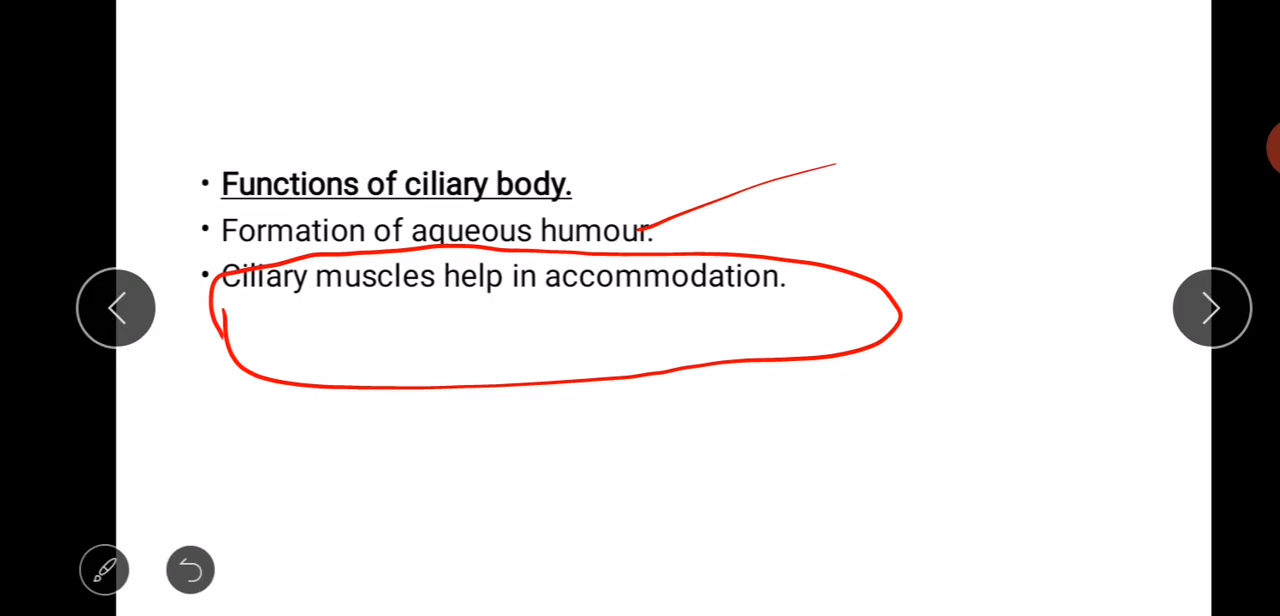 • Functions of ciliary body.
• Formation of aqueous humour.
• Ciliary muscles help in accommodation.